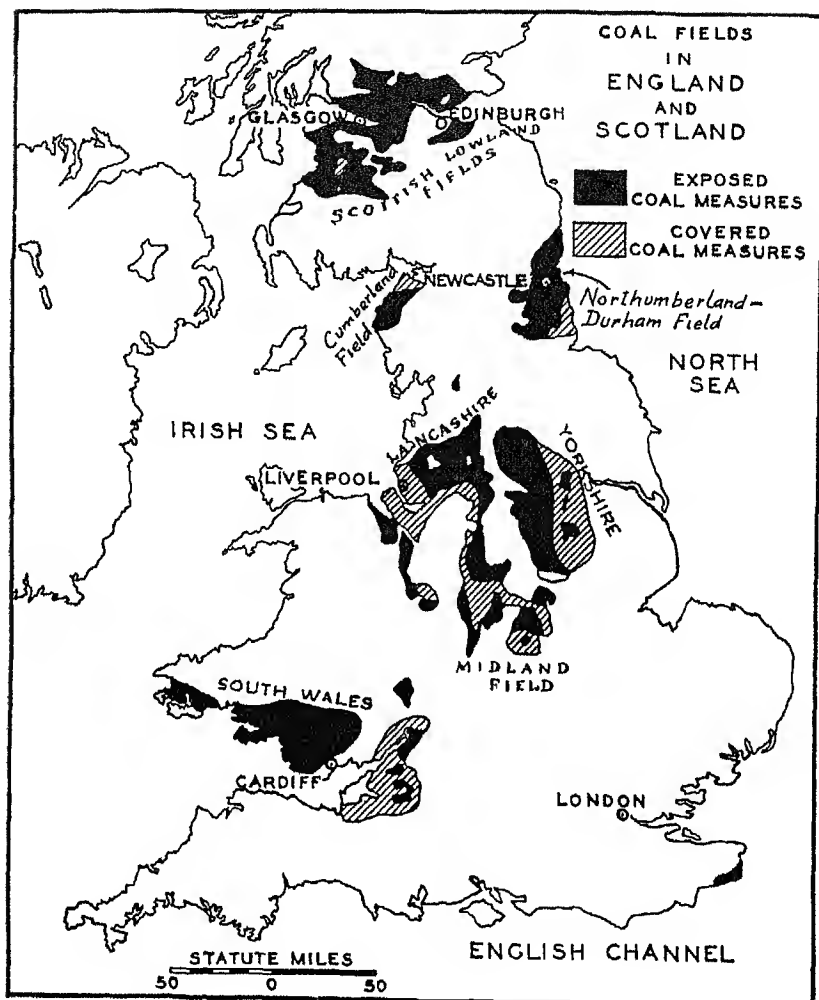 COAL FIELDS
IN
ENGLAND
AND
SCOTLAND
EXPOSED
COAL MEASURES
COVERED
COAL MEASURES
GLASGOW
EDINBURGH
SCOTTISH LOWLAND
FIELDS
NEWCASTLE
Northumberland-
Durham Field
Cumberland
Field
NORTH
SEA
IRISH SEA
LANCASHIRE
YORKSHIRE
LIVERPOOL
MIDLAND
FIELD
SOUTH WALES
CARDIFF
LONDON
ENGLISH CHANNEL
STATUTE MILES
50 0 50